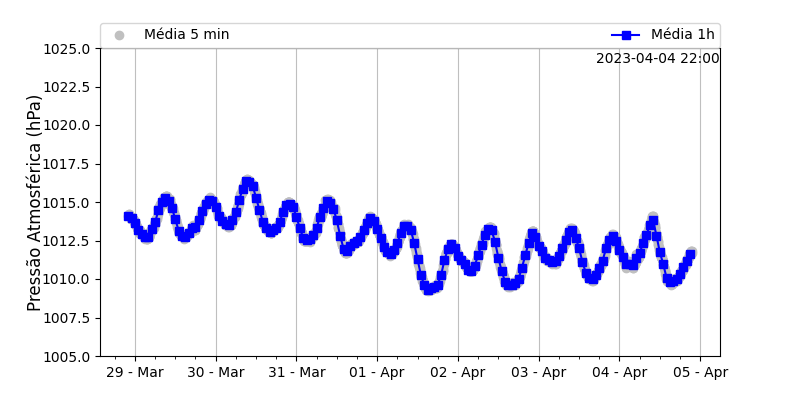 Média 5 min
Média 1h
2023-04-04 22:00
Pressão Atmosférica (hPa)
1025.0
1022.5
1020.0
1017.5
1015.0
1012.5
1010.0
1007.5
1005.0
29 - Mar
30 - Mar
31 - Mar
01 - Apr
02 - Apr
03 - Apr
04 - Apr
05 - Apr